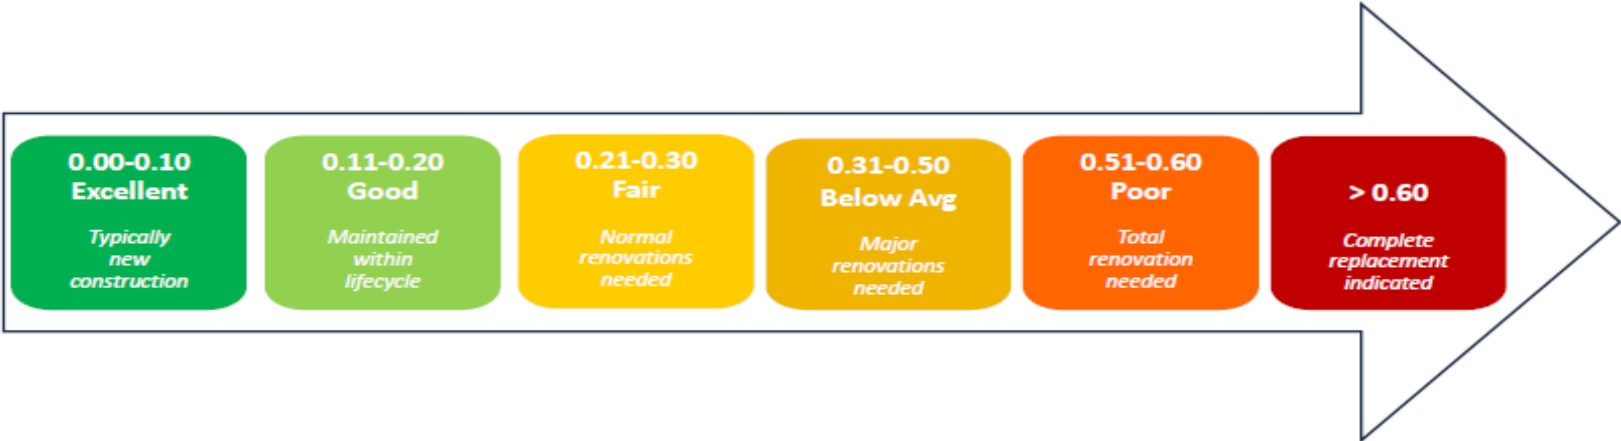 0.00-0.10
Excellent
Typically
new
construction
0.11-0.20
Good
Maintained
within
lifecycle
0.21-0.30
Fair
Normal
renovations
needed
0.31-0.50
Below Avg
Major
renovations
needed
0.51-0.60
Poor
Total
renovation
needed
> 0.60
Complete
replacement
indicated